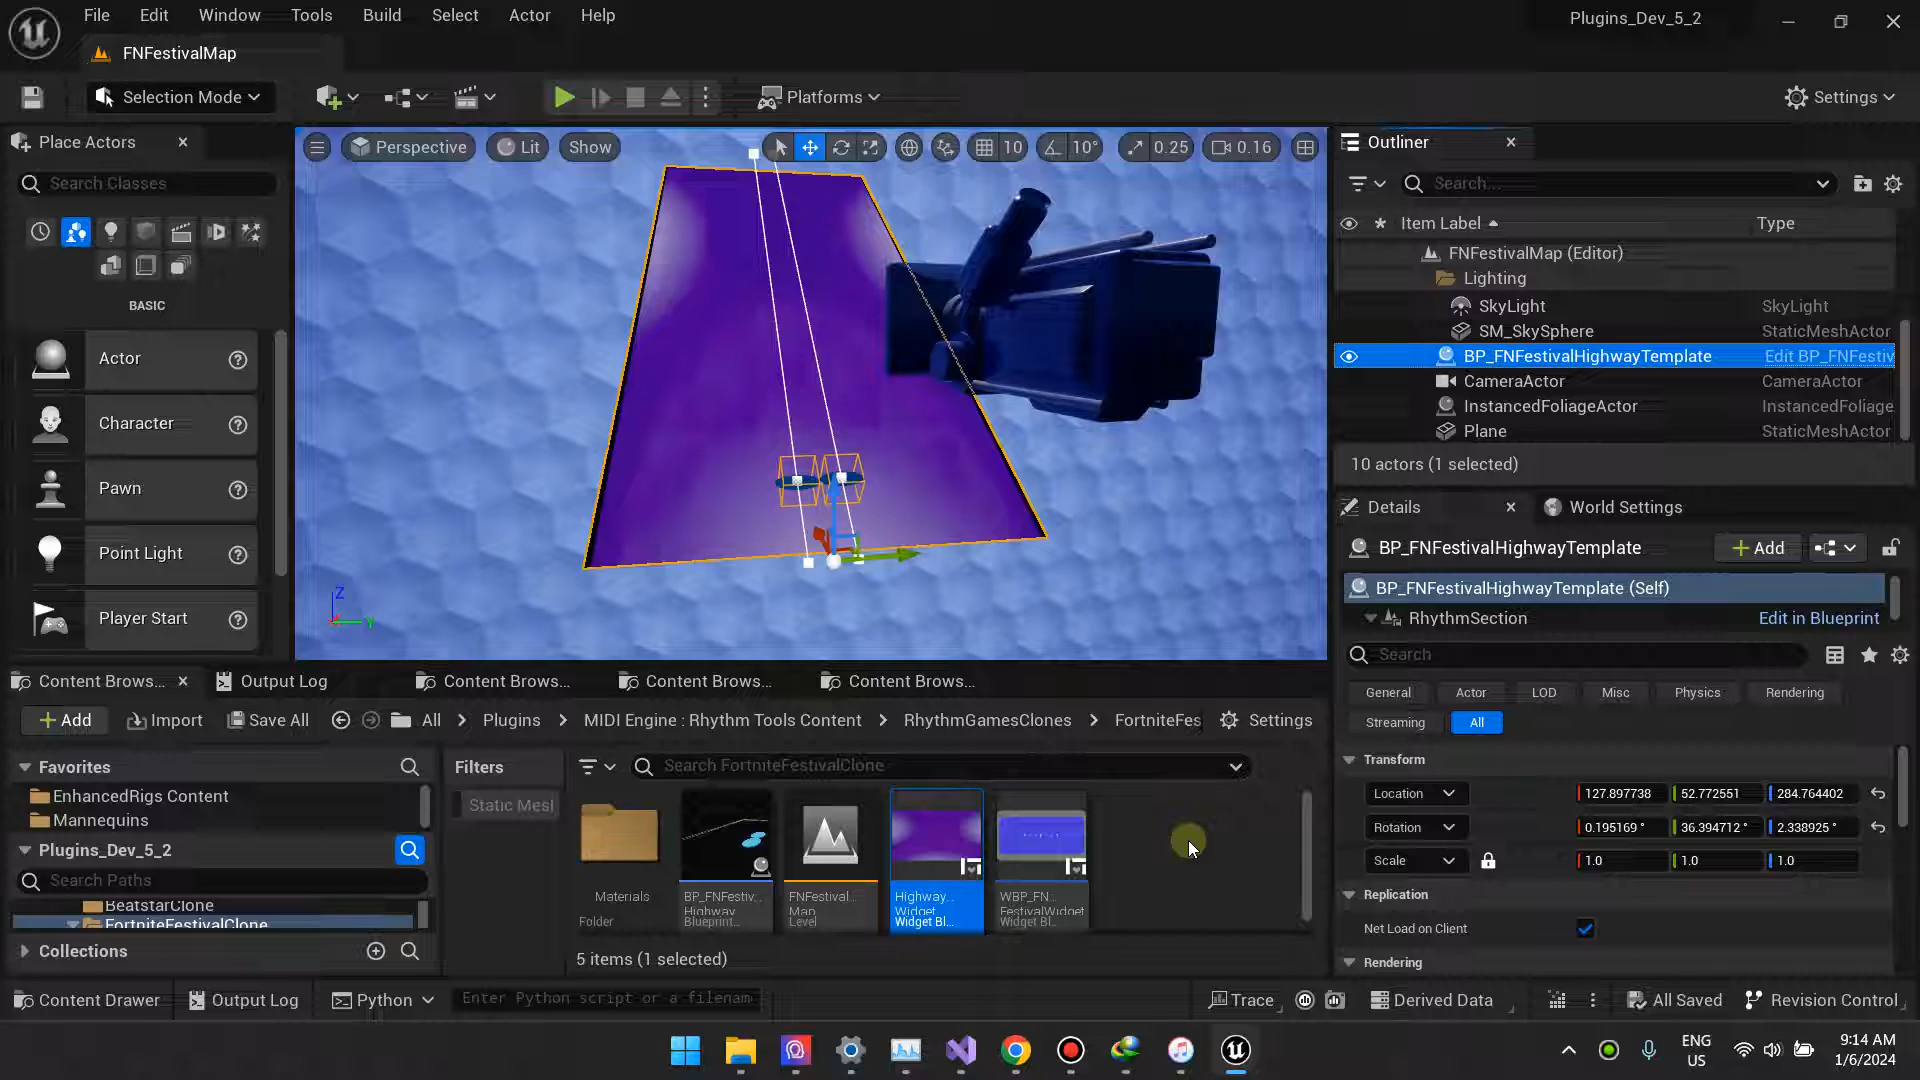 File Edit Window Tools Build Select Actor Help
Plugins_Dev_5_2
FNFestivalMap
Selection Mode
Platforms
Settings
Place Actors
Search Classes
BASIC
Actor
Character
Pawn
Point Light
Player Start
Perspective
Lit
Show
10
10°
0.25
0.16
Z
Y
Outliner
Search...
Item Label
Type
FNFestivalMap (Editor)
Lighting
SkyLight SkyLight
SM_SkySphere StaticMeshActor
BP_FNFestivalHighwayTemplate Edit BP_FNFestiv
CameraActor CameraActor
InstancedFoliageActor InstancedFoliage
Plane StaticMeshActor
10 actors (1 selected)
Details
World Settings
BP_FNFestivalHighwayTemplate
Add
BP_FNFestivalHighwayTemplate (Self)
RhythmSection
Edit in Blueprint
Search
General Actor LOD Misc Physics Rendering
Streaming All
Transform
Location 127.897738 52.772551 284.764402
Rotation 0.195169 ° 36.394712 ° 2.338925 °
Scale 1.0 1.0 1.0
Replication
Net Load on Client
Rendering
Content Brows...
Output Log
Content Brows...
Content Brows...
Content Brows...
Add
Import
Save All
All Plugins MIDI Engine : Rhythm Tools Content RhythmGamesClones FortniteFes
Settings
Favorites
EnhancedRigs Content
Mannequins
Plugins_Dev_5_2
Search Paths
BeatstarClone
FortniteFestivalClone
Collections
Filters
Static Mesl
Search FortniteFestivalClone
Materials
Folder
BP_FNFestiv...
Highway...
Blueprint...
FNFestival...
Map
Level
Highway...
Widget
Widget Bl...
WBP_FN...
FestivalWidget
Widget Bl...
5 items (1 selected)
Content Drawer
Output Log
Python
Enter Python script or a filenam
Trace
Derived Data
All Saved
Revision Control
ENG
US
9:14 AM
1/6/2024